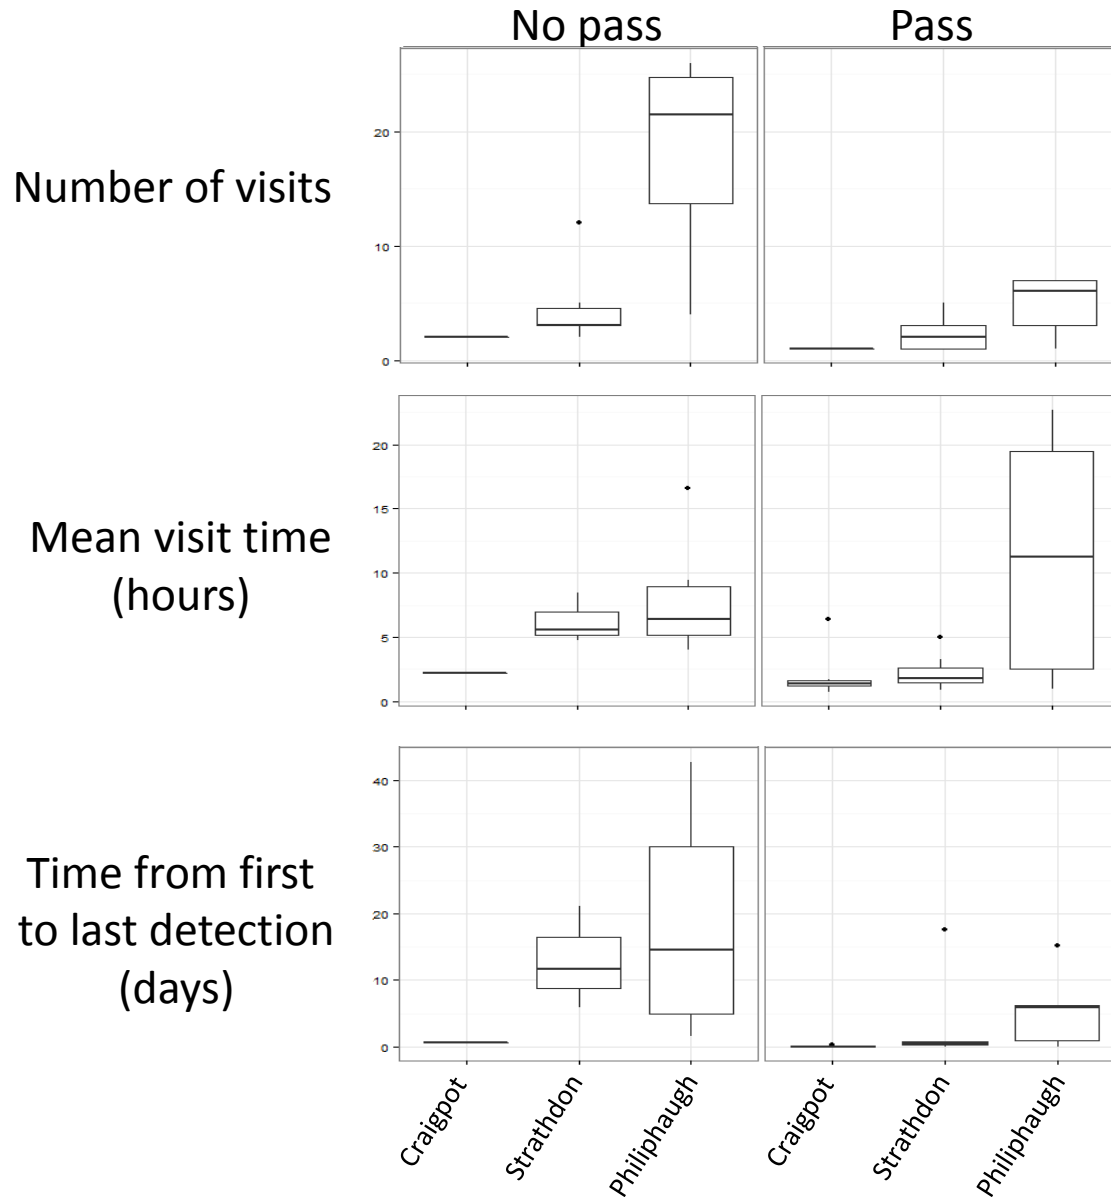 No pass
Pass
Number of visits
20
10
0
Mean visit time
(hours)
20
15
10
5
0
Time from first
to last detection
(days)
40
30
20
10
0
Craigpot
Strathdon
Philiphaugh
Craigpot
Strathdon
Philiphaugh